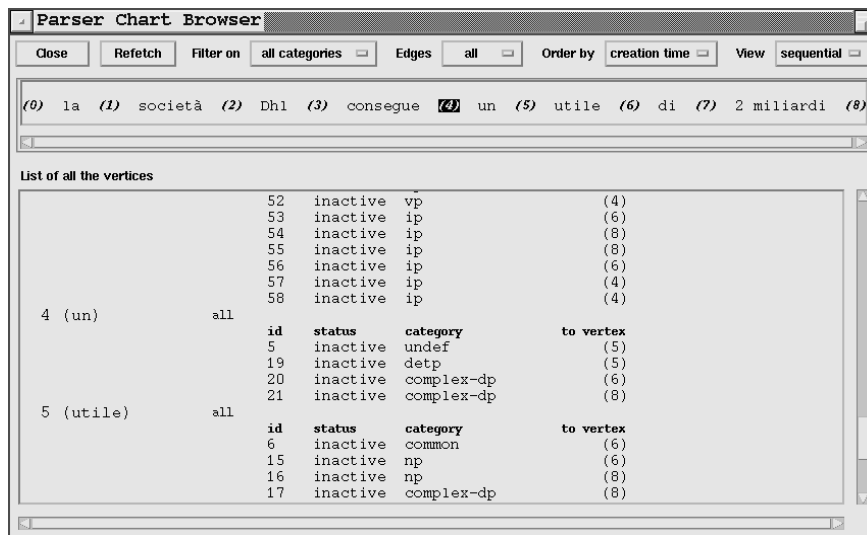 Parser Chart Browser
Close Refetch Filter on all categories Edges all Order by creation time View sequential
(0) la (1) società (2) Dhl (3) consegue (4) un (5) utile (6) di (7) 2 miliardi (8)
List of all the vertices
52 inactive vp (4)
53 inactive ip (6)
54 inactive ip (8)
55 inactive ip (8)
56 inactive ip (6)
57 inactive ip (4)
58 inactive ip (4)
4 (un) all
id status category to vertex
5 inactive undef (5)
19 inactive detp (5)
20 inactive complex-dp (6)
21 inactive complex-dp (8)
5 (utile) all
id status category to vertex
6 inactive common (6)
15 inactive np (6)
16 inactive np (8)
17 inactive complex-dp (8)